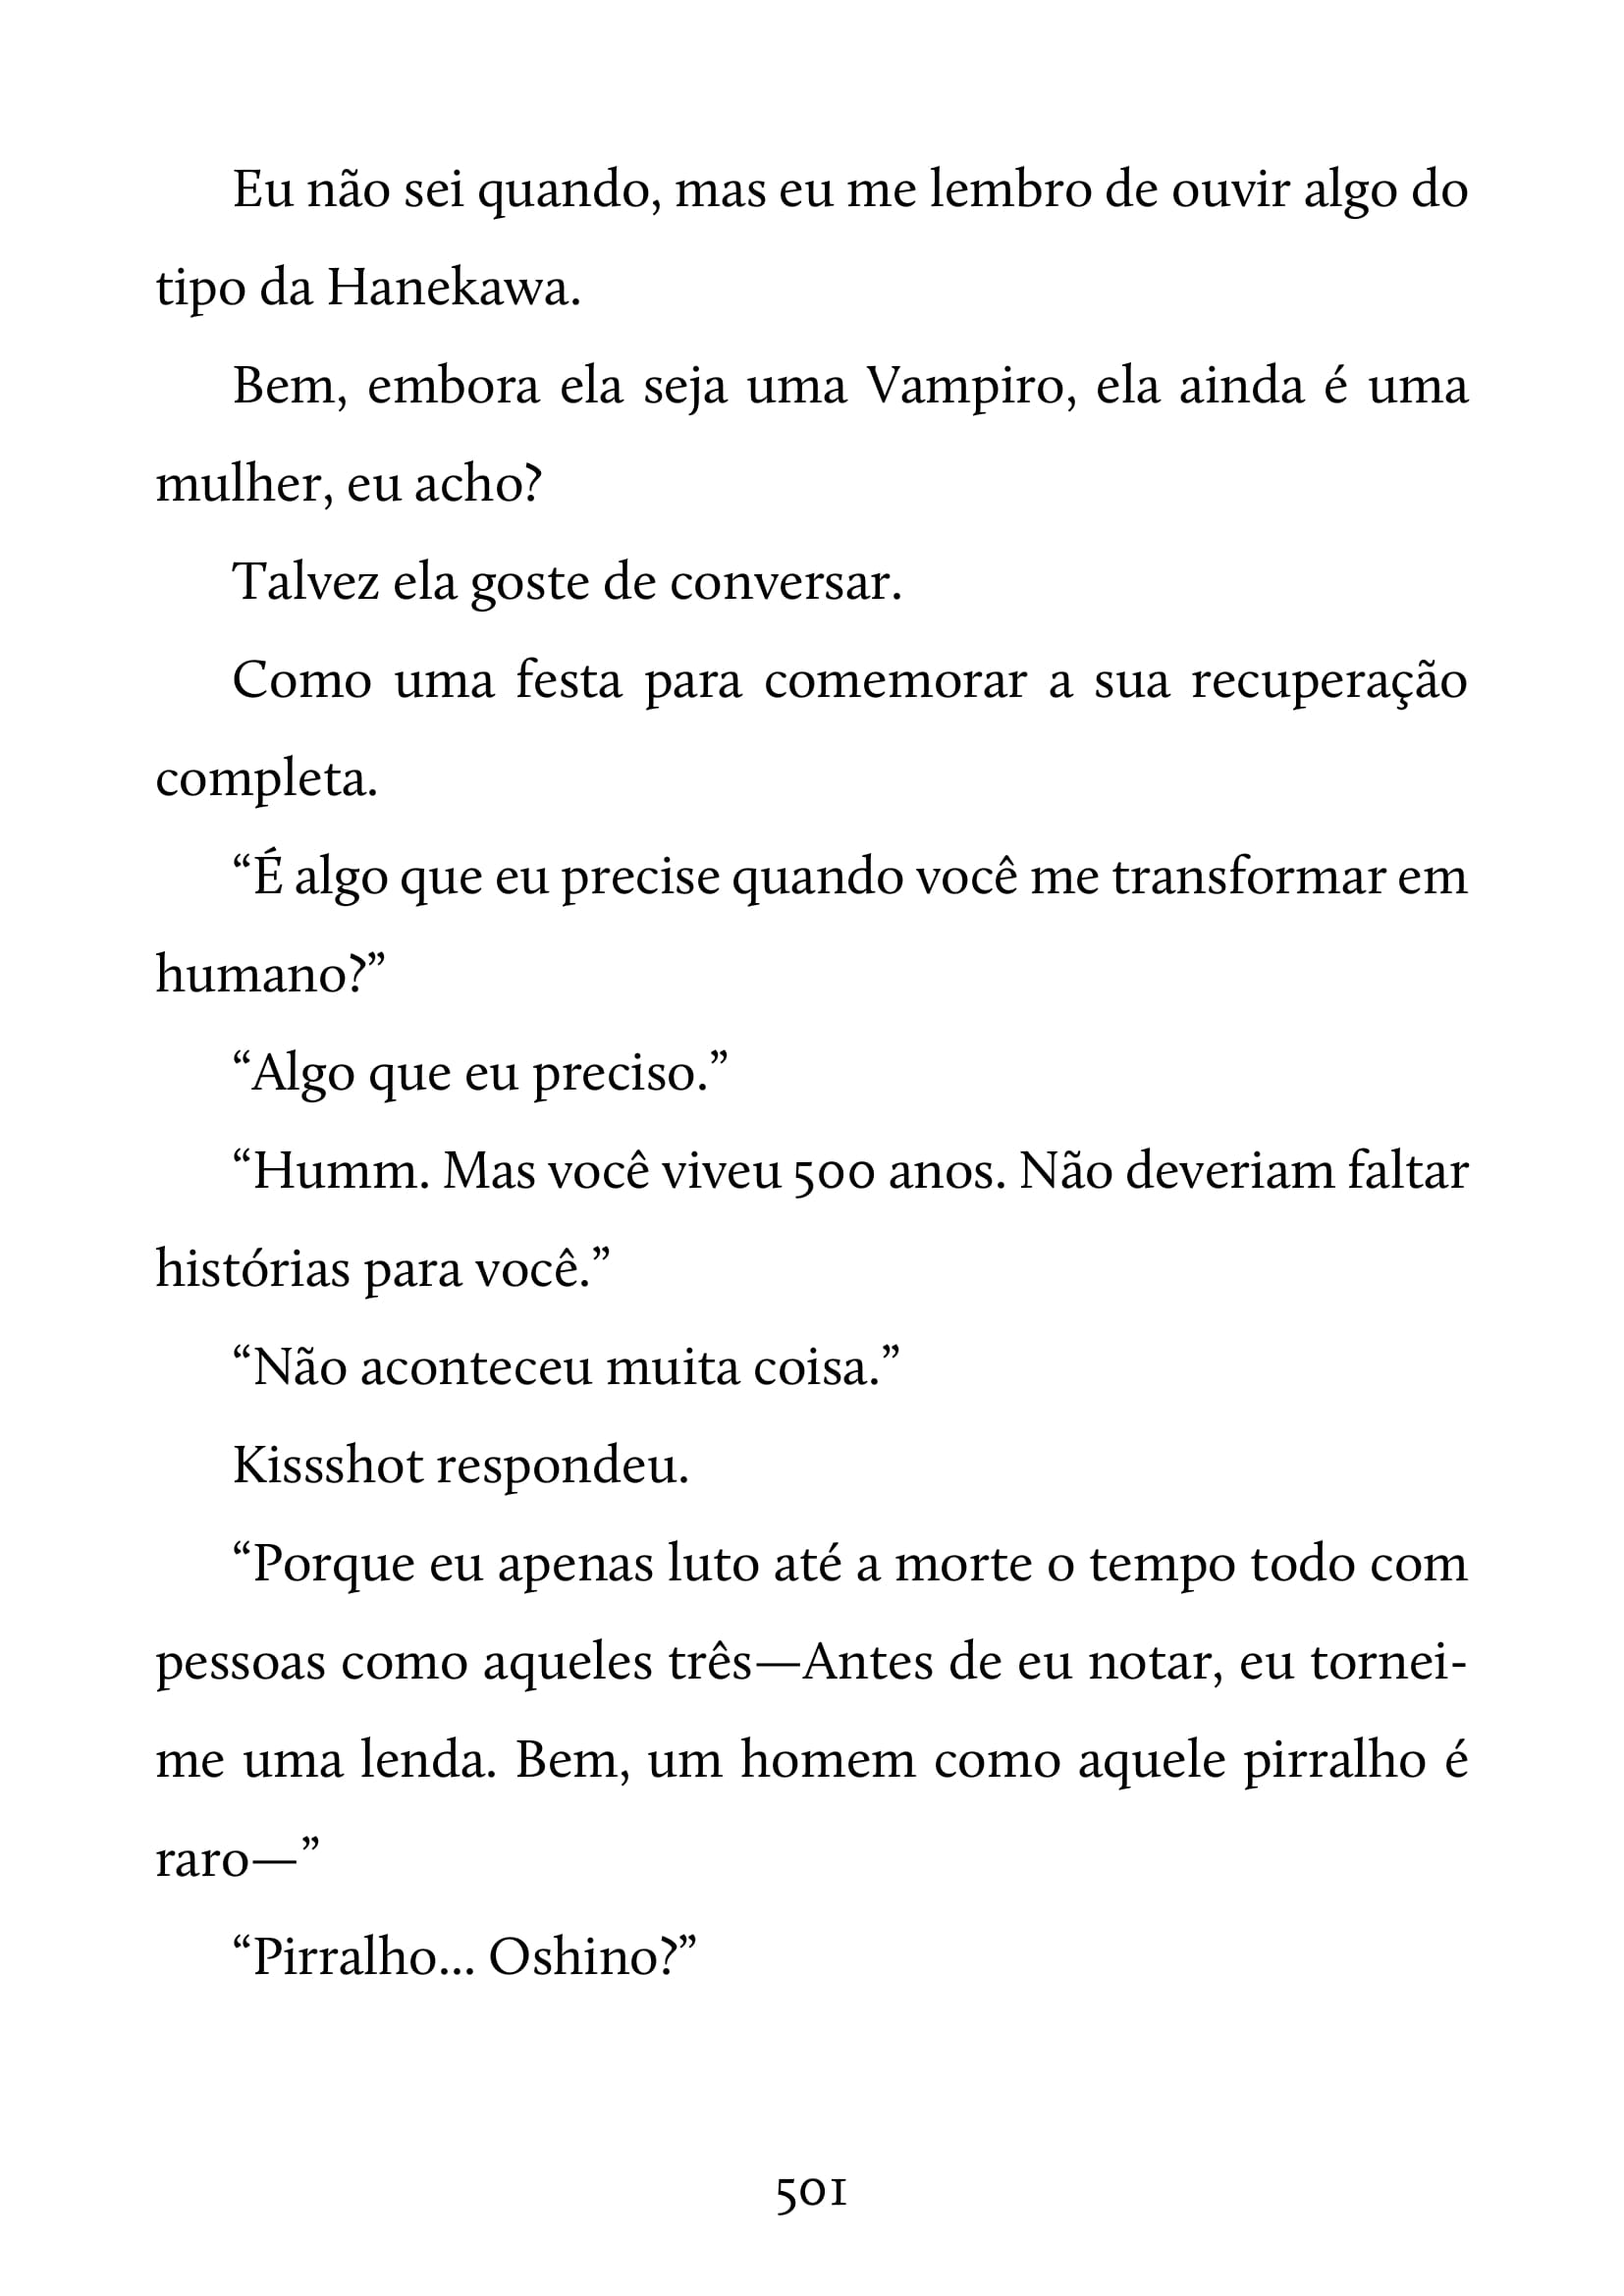 Eu não sei quando, mas eu me lembro de ouvir algo do
tipo da Hanekawa.
Bem, embora ela seja uma Vampiro, ela ainda é uma
mulher, eu acho?
Talvez ela goste de conversar.
Como uma festa para comemorar a sua recuperação
completa.
“É algo que eu precise quando você me transformar em
humano?”
“Algo que eu preciso.”
“Humm. Mas você viveu 500 anos. Não deveriam faltar
histórias para você.”
“Não aconteceu muita coisa.”
Kissshot respondeu.
“Porque eu apenas luto até a morte o tempo todo com
pessoas como aqueles três—Antes de eu notar, eu tornei-
me uma lenda. Bem, um homem como aquele pirralho é
raro—”
“Pirralho... Oshino?”
501